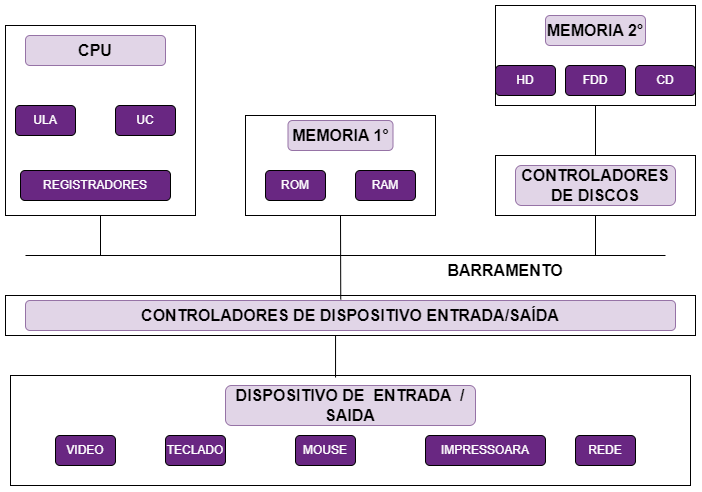 CPU
ULA
UC
REGISTRADORES
MEMORIA 1°
ROM
RAM
MEMORIA 2°
HD
FDD
CD
CONTROLADORES
DE DISCOS
BARRAMENTO
CONTROLADORES DE DISPOSITIVO ENTRADA/SAÍDA
DISPOSITIVO DE ENTRADA /
SAIDA
VIDEO
TECLADO
MOUSE
IMPRESSOARA
REDE